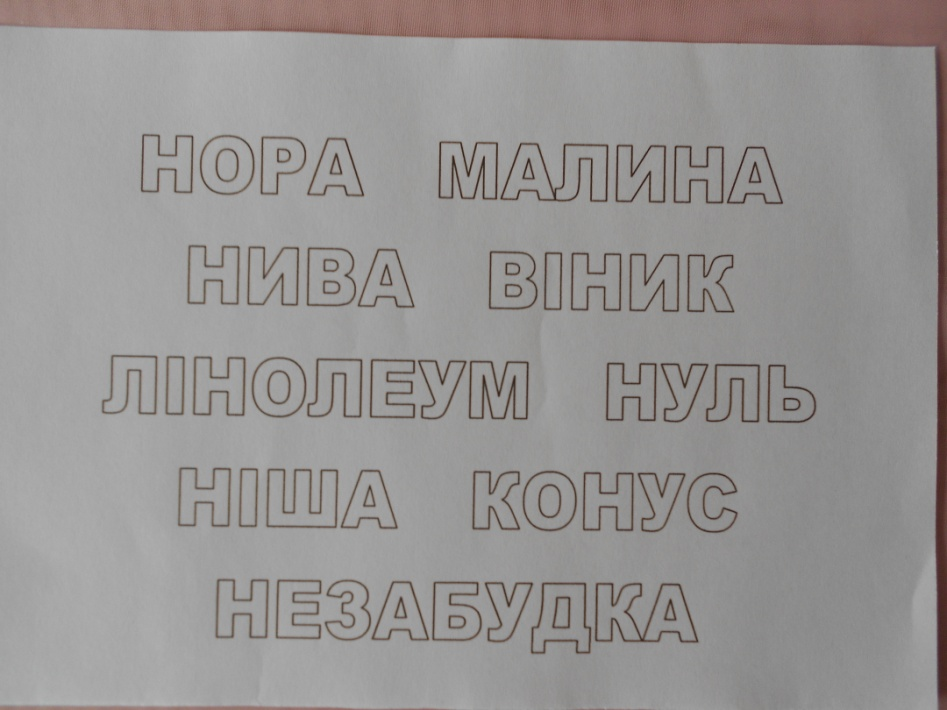 НОРА МАЛИНА
НИВА ВІНИК
ЛІНОЛЕУМ НУЛЬ
НІША КОНУС
НЕЗАБУДКА